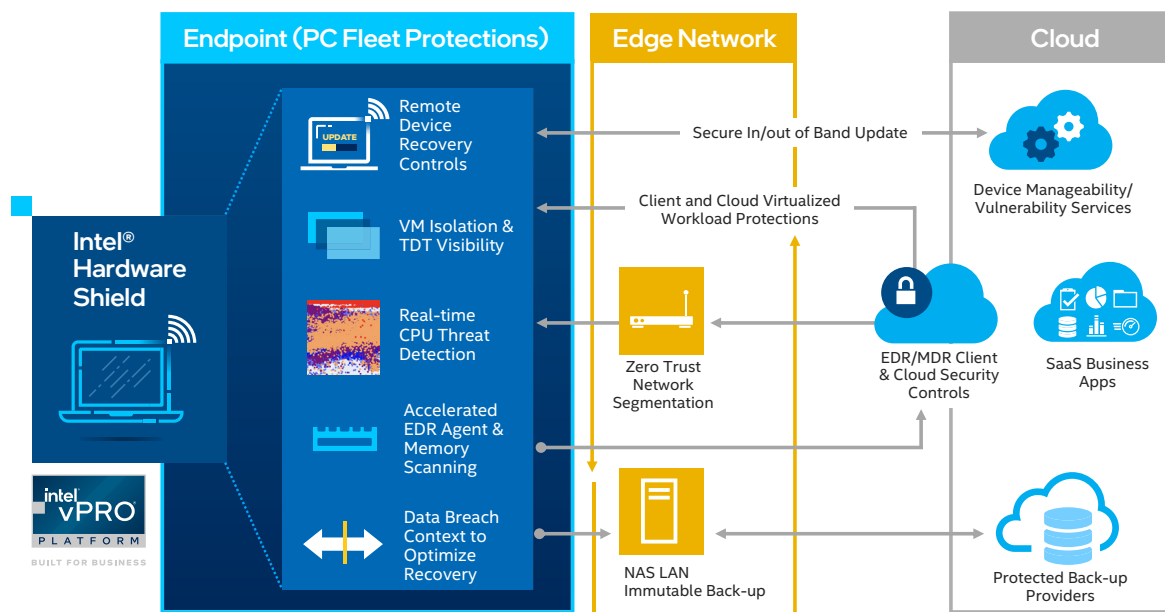 Endpoint (PC Fleet Protections)
Edge Network
Cloud
Intel®
Hardware
Shield
intel
vPRO®
PLATFORM
BUILT FOR BUSINESS
UPDATE
Remote
Device
Recovery
Controls
VM Isolation &
TDT Visibility
Real-time
CPU Threat
Detection
Accelerated
EDR Agent &
Memory
Scanning
Data Breach
Context to
Optimize
Recovery
Secure In/out of Band Update
Client and Cloud Virtualized
Workload Protections
Zero Trust
Network
Segmentation
NAS LAN
Immutable Back-up
Device Manageability/
Vulnerability Services
EDR/MDR Client
& Cloud Security
Controls
SaaS Business
Apps
Protected Back-up
Providers